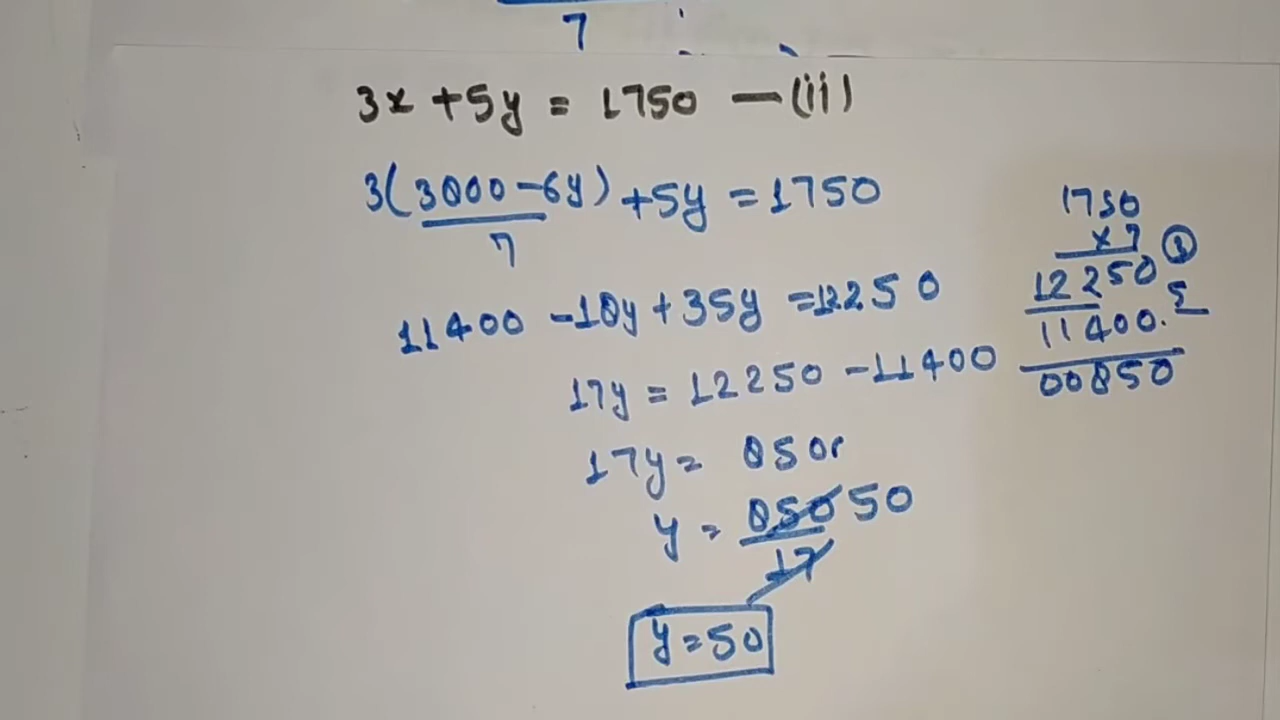 7
3x + 5y = 1750 — (ii)
3(3800 - 6y) + 5y = 1750
7
11400 - 18y + 35y = 12250
17y = 12250 - 11400
17y = 850
y = 850 50
17
y = 50
1750
x 7
12250
11400
00850